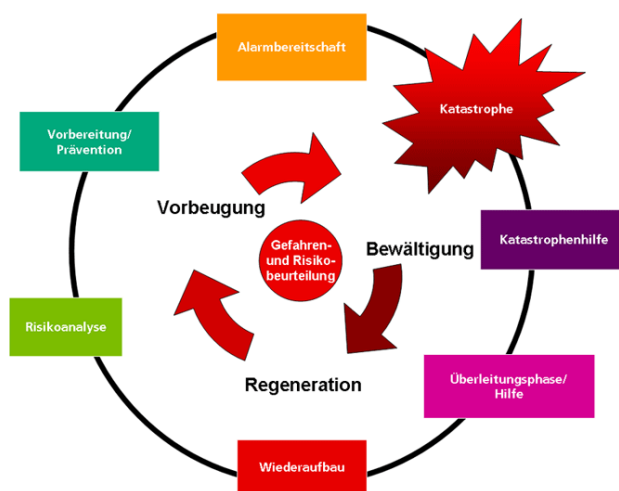 Alarmbereitschaft
Katastrophe
Vorbereitung/
Prävention
Vorbeugung
Gefahren-
und Risiko-
beurteilung
Bewältigung
Katastrophenhilfe
Risikoanalyse
Regeneration
Überleitungsphase/
Hilfe
Wiederaufbau